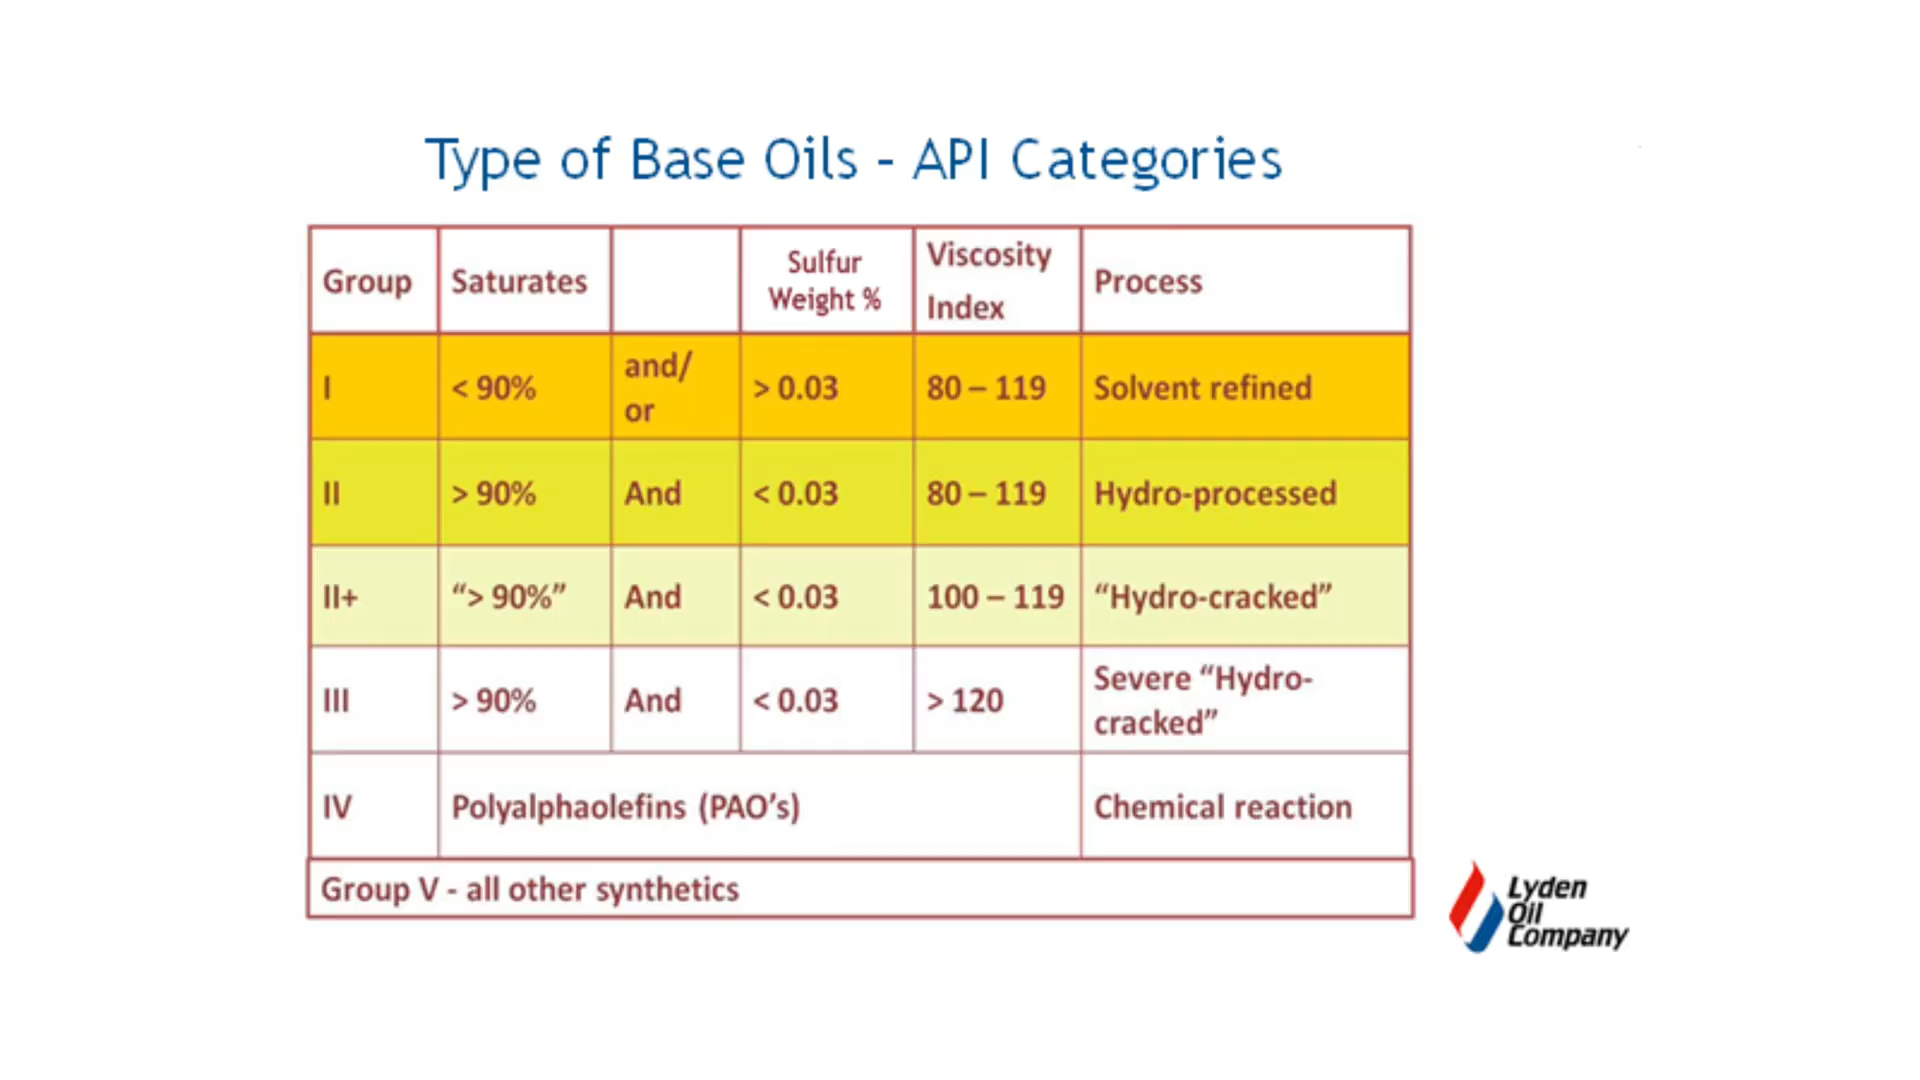 Type of Base Oils - API Categories
Group Saturates Sulfur Weight % Viscosity Index Process
I < 90% and/ or > 0.03 80 – 119 Solvent refined
II > 90% And < 0.03 80 – 119 Hydro-processed
II+ “> 90%” And < 0.03 100 – 119 “Hydro-cracked”
III > 90% And < 0.03 > 120 Severe “Hydro-cracked”
IV Polyalphaolefins (PAO’s) Chemical reaction
Group V - all other synthetics
Lyden
Oil
Company